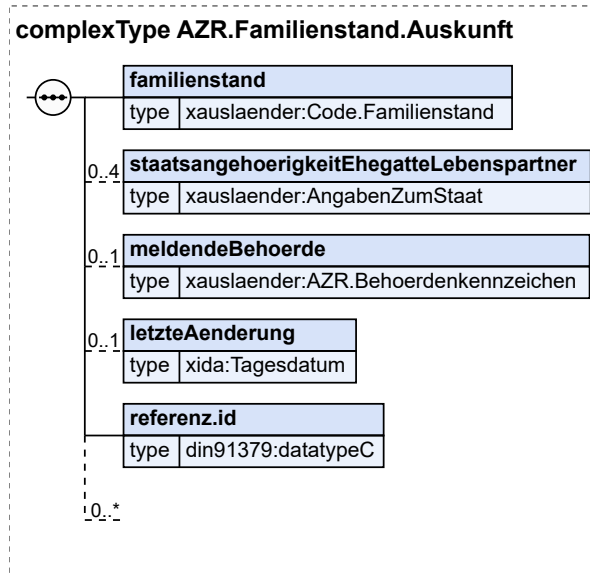 complexType AZR.Familienstand.Auskunft
familienstand
type xauslaender:Code.Familienstand
0..4 staatsangehoerigkeitEhegatteLebenspartner
type xauslaender:AngabenZumStaat
0..1 meldendeBehoerde
type xauslaender:AZR.Behoerdenkennzeichen
0..1 letzteAenderung
type xida:Tagesdatum
referenz.id
type din91379:datatypeC
0..*